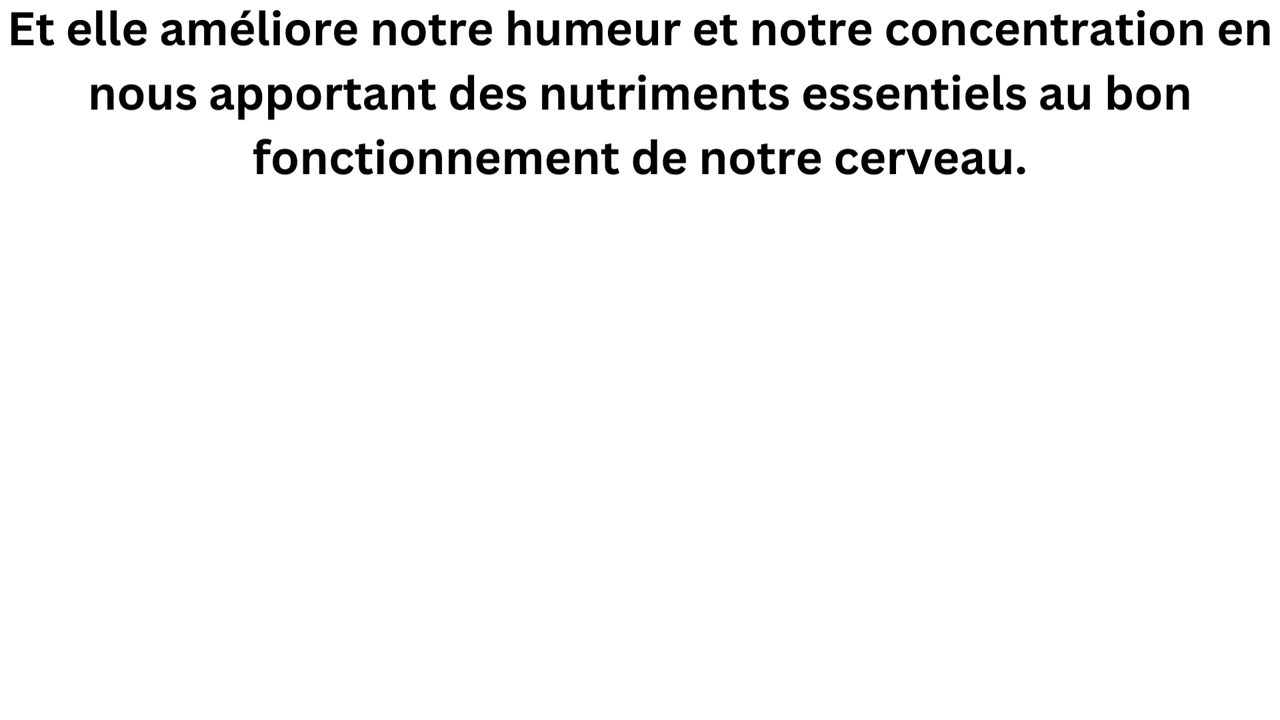 Et elle améliore notre humeur et notre concentration en
nous apportant des nutriments essentiels au bon
fonctionnement de notre cerveau.